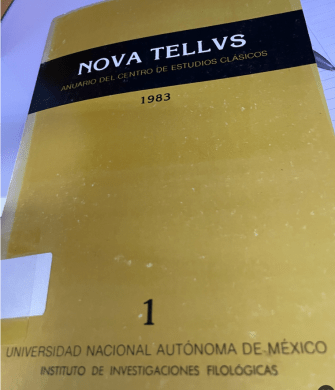 NOVA TELLVS
ANUARIO DEL CENTRO DE ESTUDIOS CLÁSICOS
1983
1
UNIVERSIDAD NACIONAL AUTÓNOMA DE MÉXICO
INSTITUTO DE INVESTIGACIONES FILOLÓGICAS